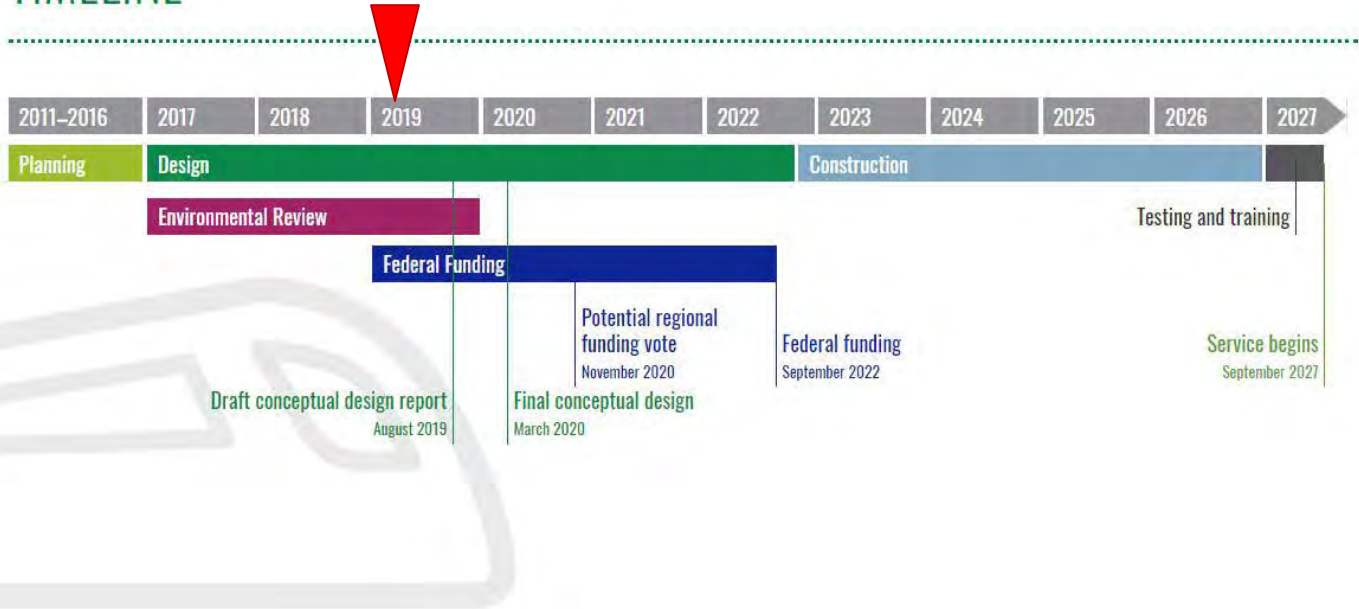 TIMELINE
2011–2016 2017 2018 2019 2020 2021 2022 2023 2024 2025 2026 2027
Planning Design Construction
Environmental Review
Testing and training
Federal Funding
Potential regional
funding vote
November 2020
Federal funding
September 2022
Service begins
September 2027
Draft conceptual design report
August 2019
Final conceptual design
March 2020